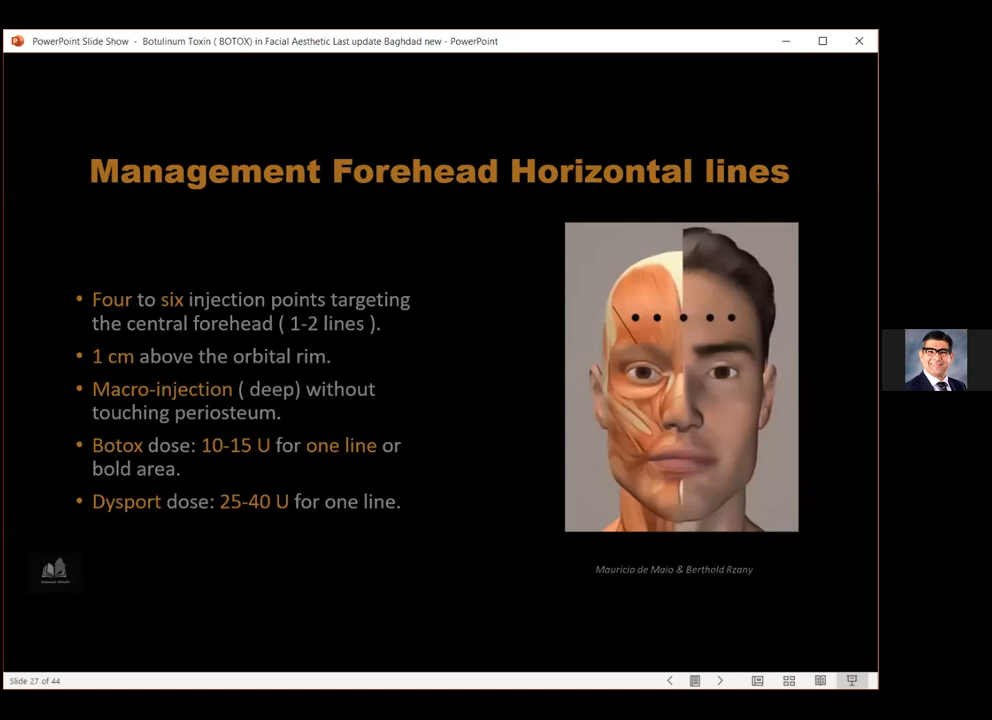 PowerPoint Slide Show - Botulinum Toxin ( BOTOX) in Facial Aesthetic Last update Baghdad new - PowerPoint
Management Forehead Horizontal lines
• Four to six injection points targeting
the central forehead ( 1-2 lines ).
• 1 cm above the orbital rim.
• Macro-injection ( deep) without
touching periosteum.
• Botox dose: 10-15 U for one line or
bold area.
• Dysport dose: 25-40 U for one line.
Mauricio de Maio & Berthold Rzany
Slide 27 of 44